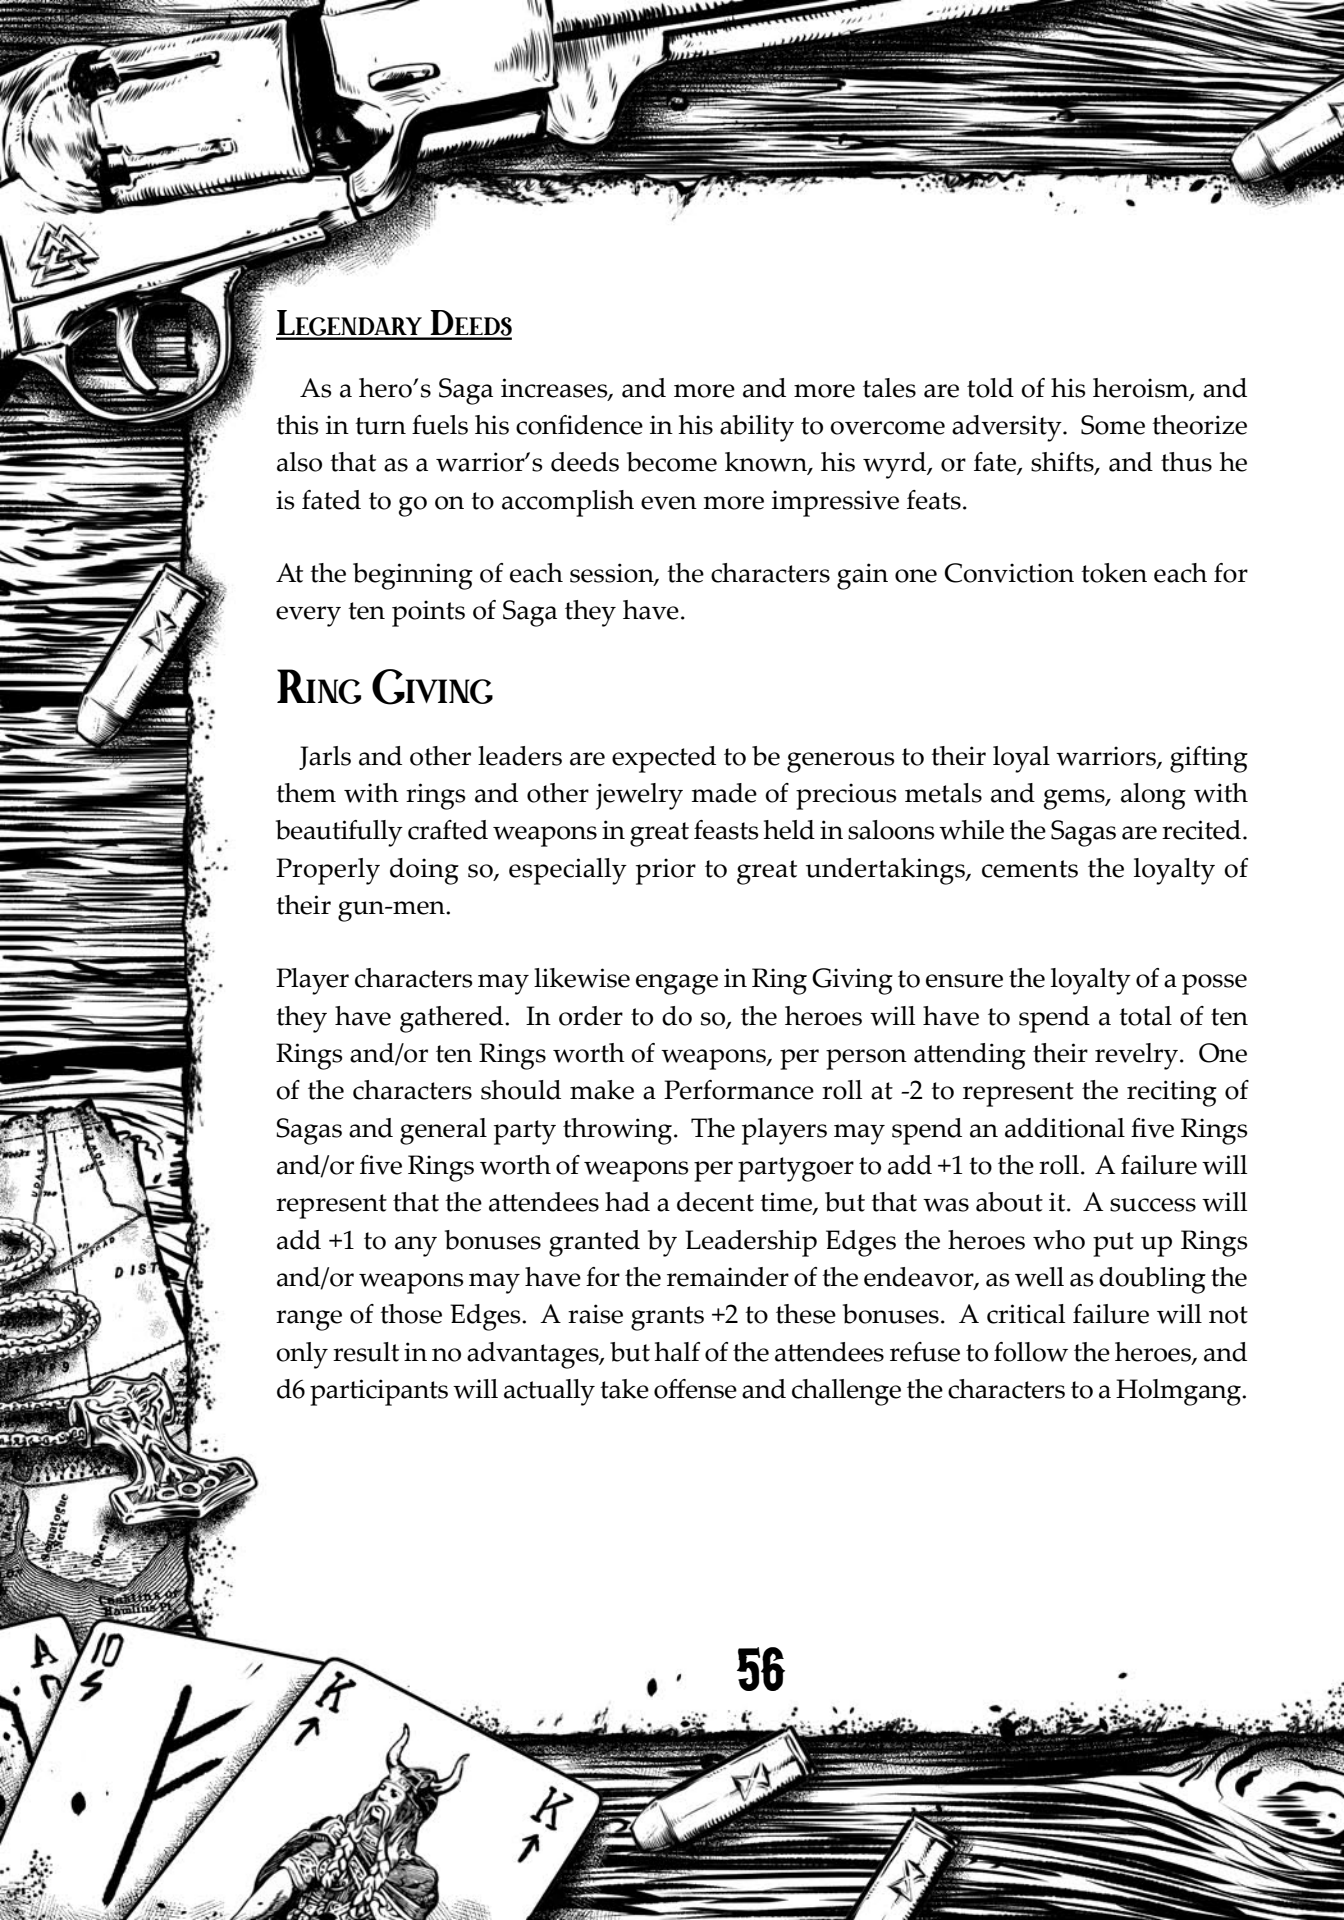 Legendary Deeds
As a hero’s Saga increases, and more and more tales are told of his heroism, and
this in turn fuels his confidence in his ability to overcome adversity.  Some theorize
also that as a warrior’s deeds become known, his wyrd, or fate, shifts, and thus he
is fated to go on to accomplish even more impressive feats.
At the beginning of each session, the characters gain one Conviction token each for
every ten points of Saga they have.
Ring Giving
Jarls and other leaders are expected to be generous to their loyal warriors, gifting
them with rings and other jewelry made of precious metals and gems, along with
beautifully crafted weapons in great feasts held in saloons while the Sagas are recited.
Properly doing so, especially prior to great undertakings, cements the loyalty of
their gun-men.
Player characters may likewise engage in Ring Giving to ensure the loyalty of a posse
they have gathered.  In order to do so, the heroes will have to spend a total of ten
Rings and/or ten Rings worth of weapons, per person attending their revelry.  One
of the characters should make a Performance roll at -2 to represent the reciting of
Sagas and general party throwing.  The players may spend an additional five Rings
and/or five Rings worth of weapons per partygoer to add +1 to the roll.  A failure will
represent that the attendees had a decent time, but that was about it.  A success will
add +1 to any bonuses granted by Leadership Edges the heroes who put up Rings
and/or weapons may have for the remainder of the endeavor, as well as doubling the
range of those Edges.  A raise grants +2 to these bonuses.  A critical failure will not
only result in no advantages, but half of the attendees refuse to follow the heroes, and
d6 participants will actually take offense and challenge the characters to a Holmgang.
DIST
Neck
Hamlins Pt
A
10
K
K
56